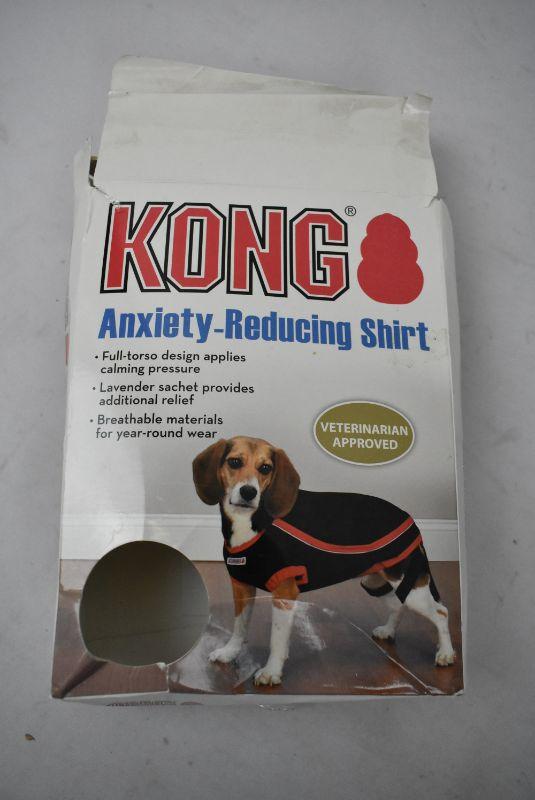 KONG®
Anxiety-Reducing Shirt
• Full-torso design applies
calming pressure
• Lavender sachet provides
additional relief
• Breathable materials
for year-round wear
VETERINARIAN
APPROVED